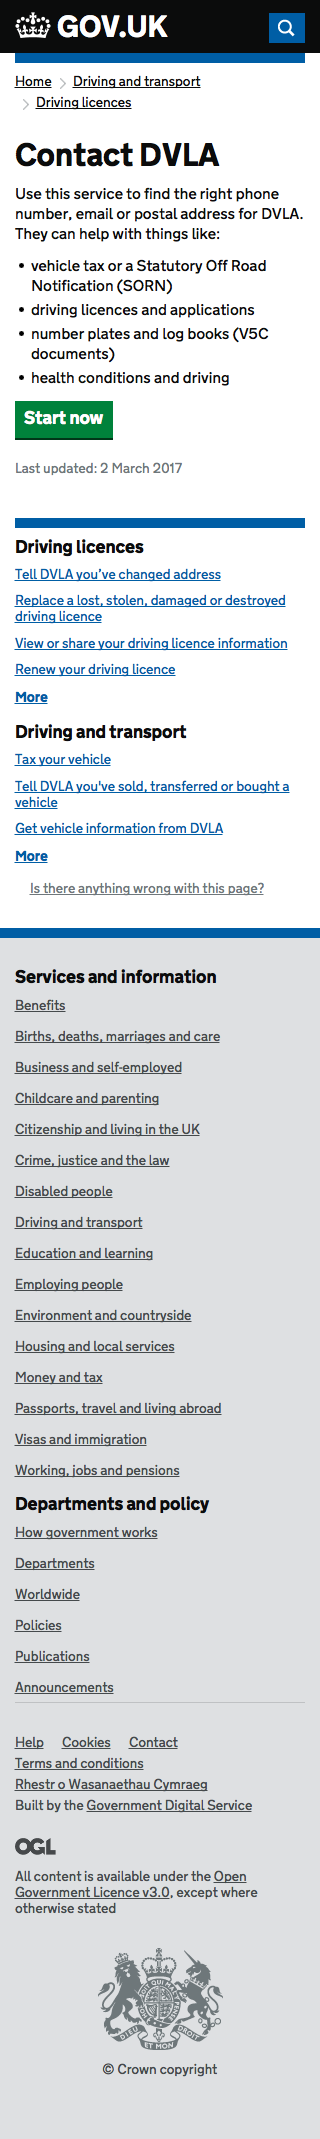 GOV.UK
Home
Driving and transport
Driving licences
Contact DVLA
Use this service to find the right phone
number, email or postal address for DVLA.
They can help with things like:
• vehicle tax or a Statutory Off Road
Notification (SORN)
• driving licences and applications
• number plates and log books (V5C
documents)
• health conditions and driving
Start now
Last updated: 2 March 2017
Driving licences
Tell DVLA you’ve changed address
Replace a lost, stolen, damaged or destroyed
driving licence
View or share your driving licence information
Renew your driving licence
More
Driving and transport
Tax your vehicle
Tell DVLA you've sold, transferred or bought a
vehicle
Get vehicle information from DVLA
More
Is there anything wrong with this page?
Services and information
Benefits
Births, deaths, marriages and care
Business and self-employed
Childcare and parenting
Citizenship and living in the UK
Crime, justice and the law
Disabled people
Driving and transport
Education and learning
Employing people
Environment and countryside
Housing and local services
Money and tax
Passports, travel and living abroad
Visas and immigration
Working, jobs and pensions
Departments and policy
How government works
Departments
Worldwide
Policies
Publications
Announcements
Help Cookies Contact
Terms and conditions
Rhestr o Wasanaethau Cymraeg
Built by the Government Digital Service
OGL
All content is available under the Open
Government Licence v3.0, except where
otherwise stated
DIEU ET MON DROIT
© Crown copyright